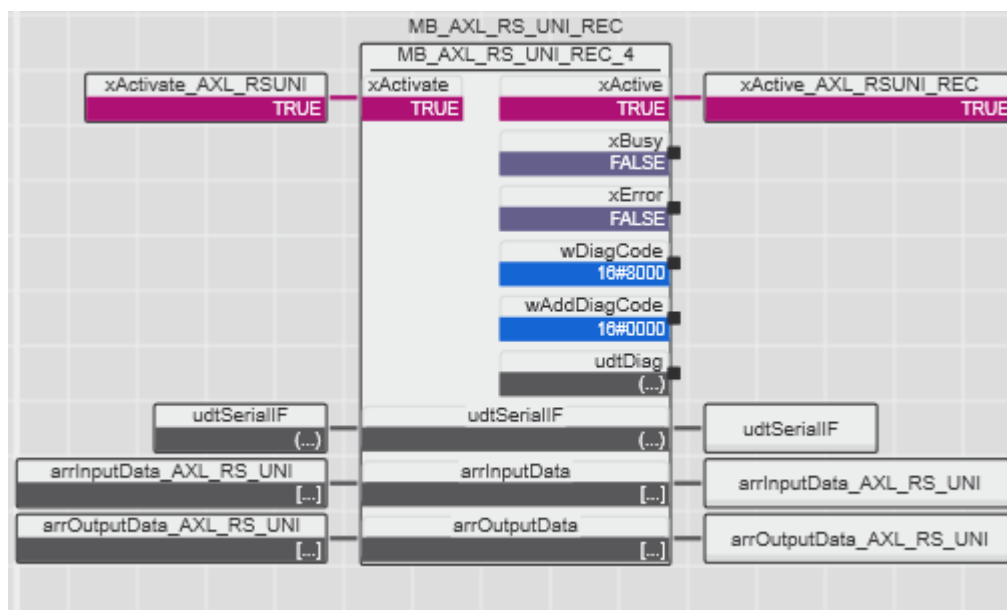 MB_AXL_RS_UNI_REC
MB_AXL_RS_UNI_REC_4
xActivate_AXL_RSUNI
TRUE
xActivate
TRUE
xActive
TRUE
xActive_AXL_RSUNI_REC
TRUE
xBusy
FALSE
xError
FALSE
wDiagCode
16#8000
wAddDiagCode
16#0000
udtDiag
(...)
udtSerialIF
(...)
udtSerialIF
(...)
udtSerialIF
arrInputData_AXL_RS_UNI
[...]
arrInputData
[...]
arrInputData_AXL_RS_UNI
arrOutputData_AXL_RS_UNI
[...]
arrOutputData
[...]
arrOutputData_AXL_RS_UNI